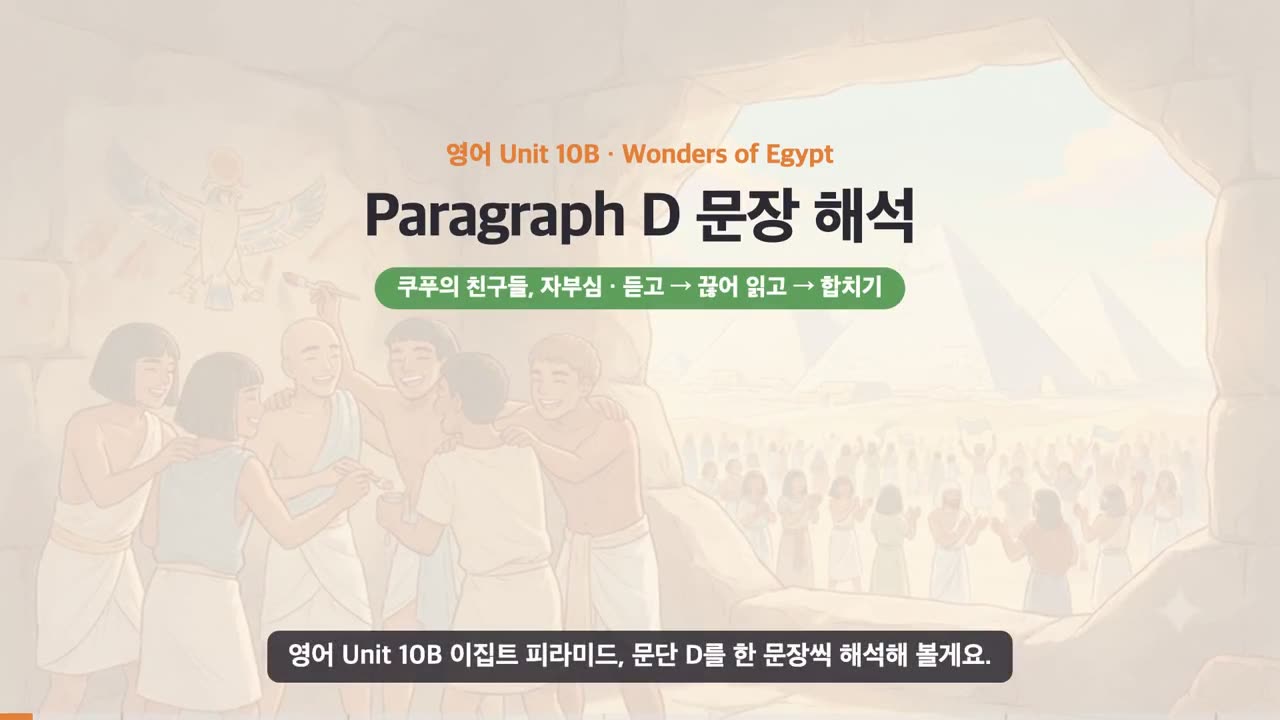 영어 Unit 10B · Wonders of Egypt
Paragraph D 문장 해석
쿠푸의 친구들, 자부심 · 듣고 → 끊어 읽고 → 합치기
영어 Unit 10B 이집트 피라미드, 문단 D를 한 문장씩 해석해 볼게요.